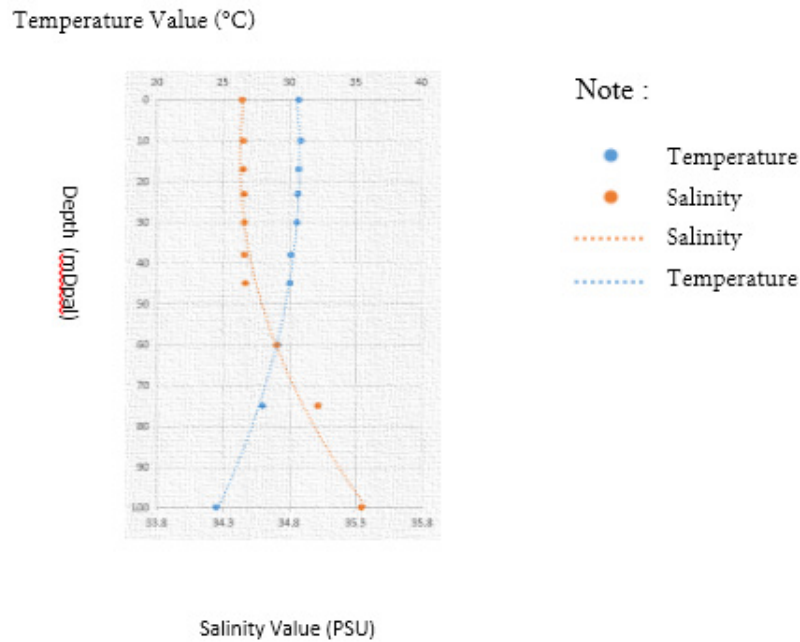 Temperature Value (°C)
20 25 30 35 40
Note :
Temperature
Salinity
Salinity
Temperature
Depth (mDpal)
0
10
20
30
40
50
60
70
80
90
100
33.8 34.3 34.8 35.3 35.8
Salinity Value (PSU)